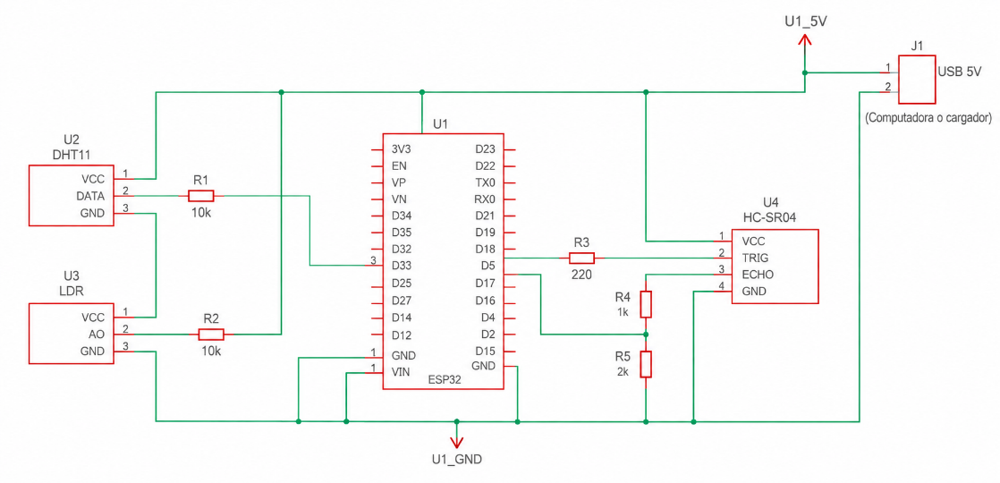 U1_5V
J1
1
USB 5V
2
(Computadora o cargador)
U2
DHT11
VCC 1
DATA 2
GND 3
R1
10k
U3
LDR
VCC 1
AO 2
GND 3
R2
10k
U1
3V3 D23
EN D22
VP TX0
VN RX0
D34 D21
D35 D19
D32 D18
3 D33 D5
D25 D17
D27 D16
D14 D4
D12 D2
1 GND D15
1 VIN GND
ESP32
R3
220
U4
HC-SR04
1 VCC
2 TRIG
3 ECHO
4 GND
R4
1k
R5
2k
U1_GND